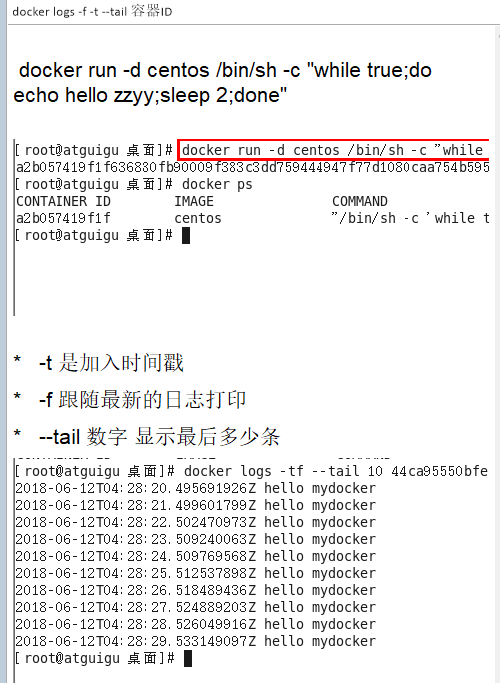 docker logs -f -t --tail 容器ID
docker run -d centos /bin/sh -c "while true;do
echo hello zzyy;sleep 2;done"
[root@atguigu 桌面]# docker run -d centos /bin/sh -c "while
a2b057419f1f636880fb90009f383c3dd759444947f77d1080caa754b595
[root@atguigu 桌面]# docker ps
CONTAINER ID IMAGE COMMAND
a2b057419f1f centos "/bin/sh -c 'while t
[root@atguigu 桌面]#
* -t 是加入时间戳
* -f 跟随最新的日志打印
* --tail 数字 显示最后多少条
[root@atguigu 桌面]# docker logs -tf --tail 10 44ca95550bfe
2018-06-12T04:28:20.495691926Z hello mydocker
2018-06-12T04:28:21.499601799Z hello mydocker
2018-06-12T04:28:22.502470973Z hello mydocker
2018-06-12T04:28:23.509240063Z hello mydocker
2018-06-12T04:28:24.509769568Z hello mydocker
2018-06-12T04:28:25.512537898Z hello mydocker
2018-06-12T04:28:26.518489436Z hello mydocker
2018-06-12T04:28:27.524889203Z hello mydocker
2018-06-12T04:28:28.526049916Z hello mydocker
2018-06-12T04:28:29.533149097Z hello mydocker
[root@atguigu 桌面]#